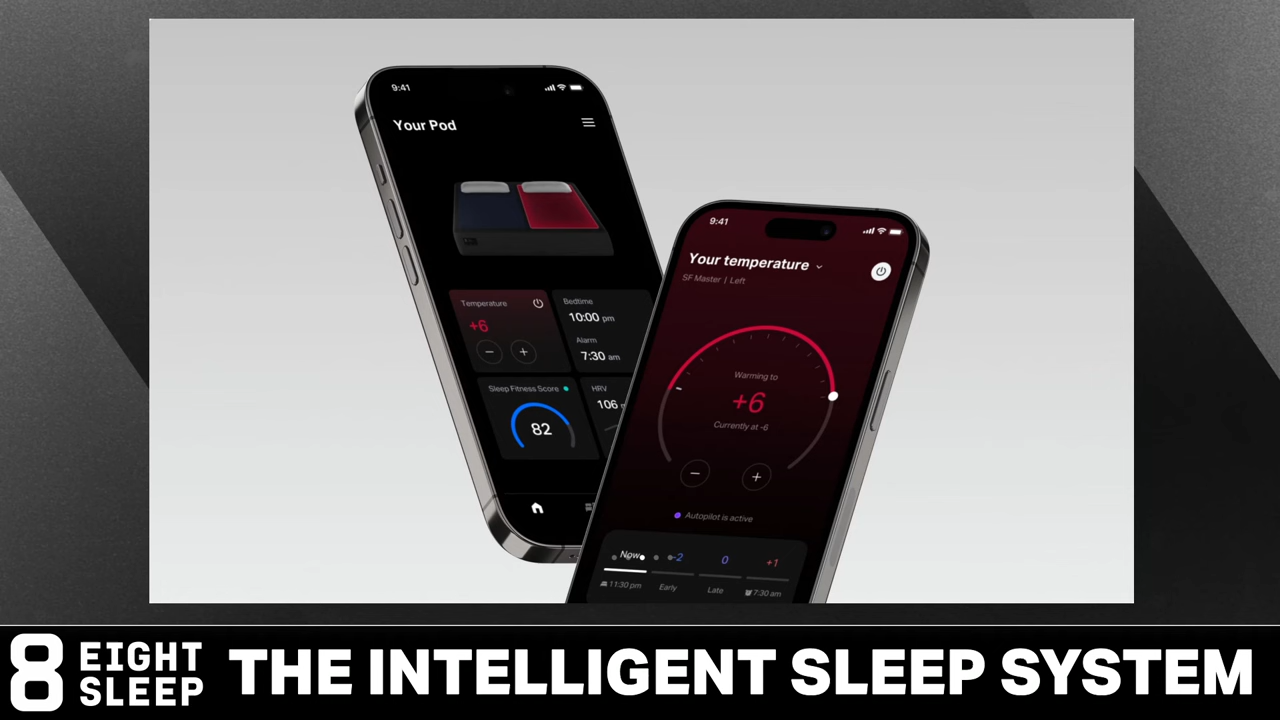 9:41
Your Pod
Temperature
+6
Bedtime
10:00 pm
Alarm
7:30 am
Sleep Fitness Score
82
HRV
106
9:41
Your temperature
SF Master | Left
Warming to
+6
Currently at -6
Autopilot is active
Now -2 0 +1
11:30 pm Early Late 7:30 am
8 EIGHT SLEEP
THE INTELLIGENT SLEEP SYSTEM